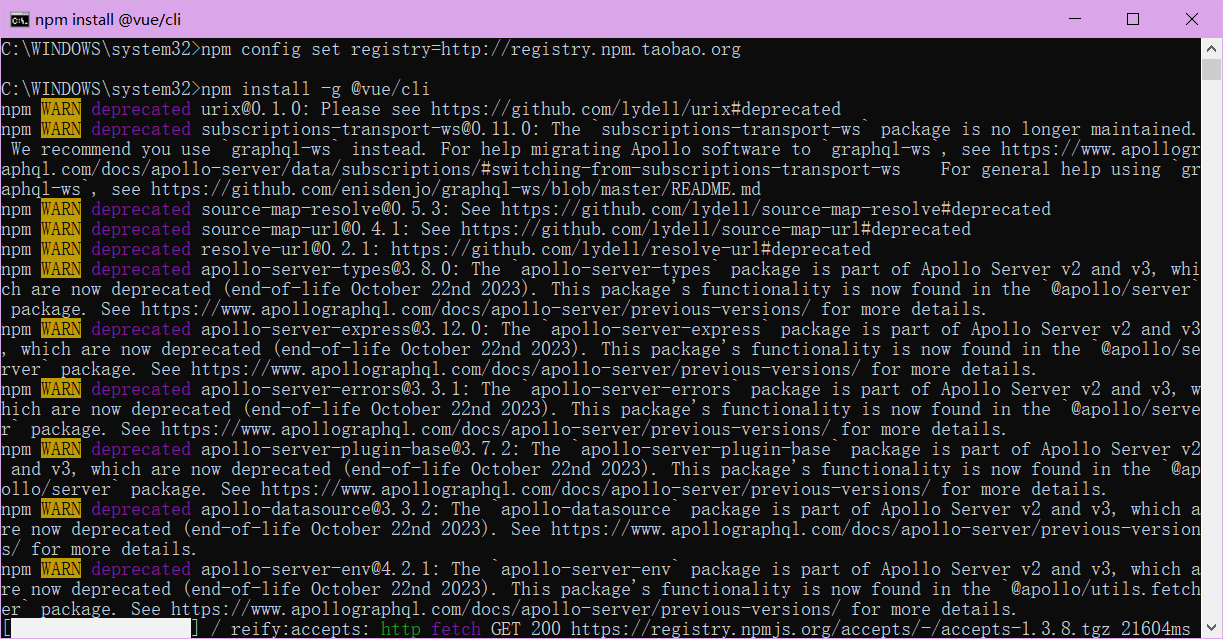 npm install @vue/cli
C:\WINDOWS\system32>npm config set registry=http://registry.npm.taobao.org
C:\WINDOWS\system32>npm install -g @vue/cli
npm WARN deprecated urix@0.1.0: Please see https://github.com/lydell/urix#deprecated
npm WARN deprecated subscriptions-transport-ws@0.11.0: The `subscriptions-transport-ws` package is no longer maintained.
 We recommend you use `graphql-ws` instead. For help migrating Apollo software to `graphql-ws`, see https://www.apollogr
aphql.com/docs/apollo-server/data/subscriptions/#switching-from-subscriptions-transport-ws    For general help using `gr
aphql-ws`, see https://github.com/enisdenjo/graphql-ws/blob/master/README.md
npm WARN deprecated source-map-resolve@0.5.3: See https://github.com/lydell/source-map-resolve#deprecated
npm WARN deprecated source-map-url@0.4.1: See https://github.com/lydell/source-map-url#deprecated
npm WARN deprecated resolve-url@0.2.1: https://github.com/lydell/resolve-url#deprecated
npm WARN deprecated apollo-server-types@3.8.0: The `apollo-server-types` package is part of Apollo Server v2 and v3, whi
ch are now deprecated (end-of-life October 22nd 2023). This package's functionality is now found in the `@apollo/server`
 package. See https://www.apollographql.com/docs/apollo-server/previous-versions/ for more details.
npm WARN deprecated apollo-server-express@3.12.0: The `apollo-server-express` package is part of Apollo Server v2 and v3
, which are now deprecated (end-of-life October 22nd 2023). This package's functionality is now found in the `@apollo/se
rver` package. See https://www.apollographql.com/docs/apollo-server/previous-versions/ for more details.
npm WARN deprecated apollo-server-errors@3.3.1: The `apollo-server-errors` package is part of Apollo Server v2 and v3, w
hich are now deprecated (end-of-life October 22nd 2023). This package's functionality is now found in the `@apollo/serve
r` package. See https://www.apollographql.com/docs/apollo-server/previous-versions/ for more details.
npm WARN deprecated apollo-server-plugin-base@3.7.2: The `apollo-server-plugin-base` package is part of Apollo Server v2
 and v3, which are now deprecated (end-of-life October 22nd 2023). This package's functionality is now found in the `@ap
ollo/server` package. See https://www.apollographql.com/docs/apollo-server/previous-versions/ for more details.
npm WARN deprecated apollo-datasource@3.3.2: The `apollo-datasource` package is part of Apollo Server v2 and v3, which a
re now deprecated (end-of-life October 22nd 2023). See https://www.apollographql.com/docs/apollo-server/previous-version
s/ for more details.
npm WARN deprecated apollo-server-env@4.2.1: The `apollo-server-env` package is part of Apollo Server v2 and v3, which a
re now deprecated (end-of-life October 22nd 2023). This package's functionality is now found in the `@apollo/utils.fetch
er` package. See https://www.apollographql.com/docs/apollo-server/previous-versions/ for more details.
[                  ] / reify:accepts: http fetch GET 200 https://registry.npmjs.org/accepts/-/accepts-1.3.8.tgz 21604ms